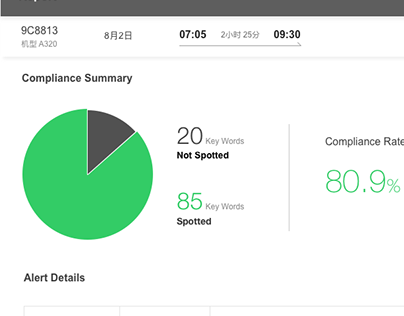 9C8813
机型 A320
8月2日
07:05
2小时 25分
09:30
Compliance Summary
20 Key Words
Not Spotted
85 Key Words
Spotted
Compliance Rate
80.9%
Alert Details